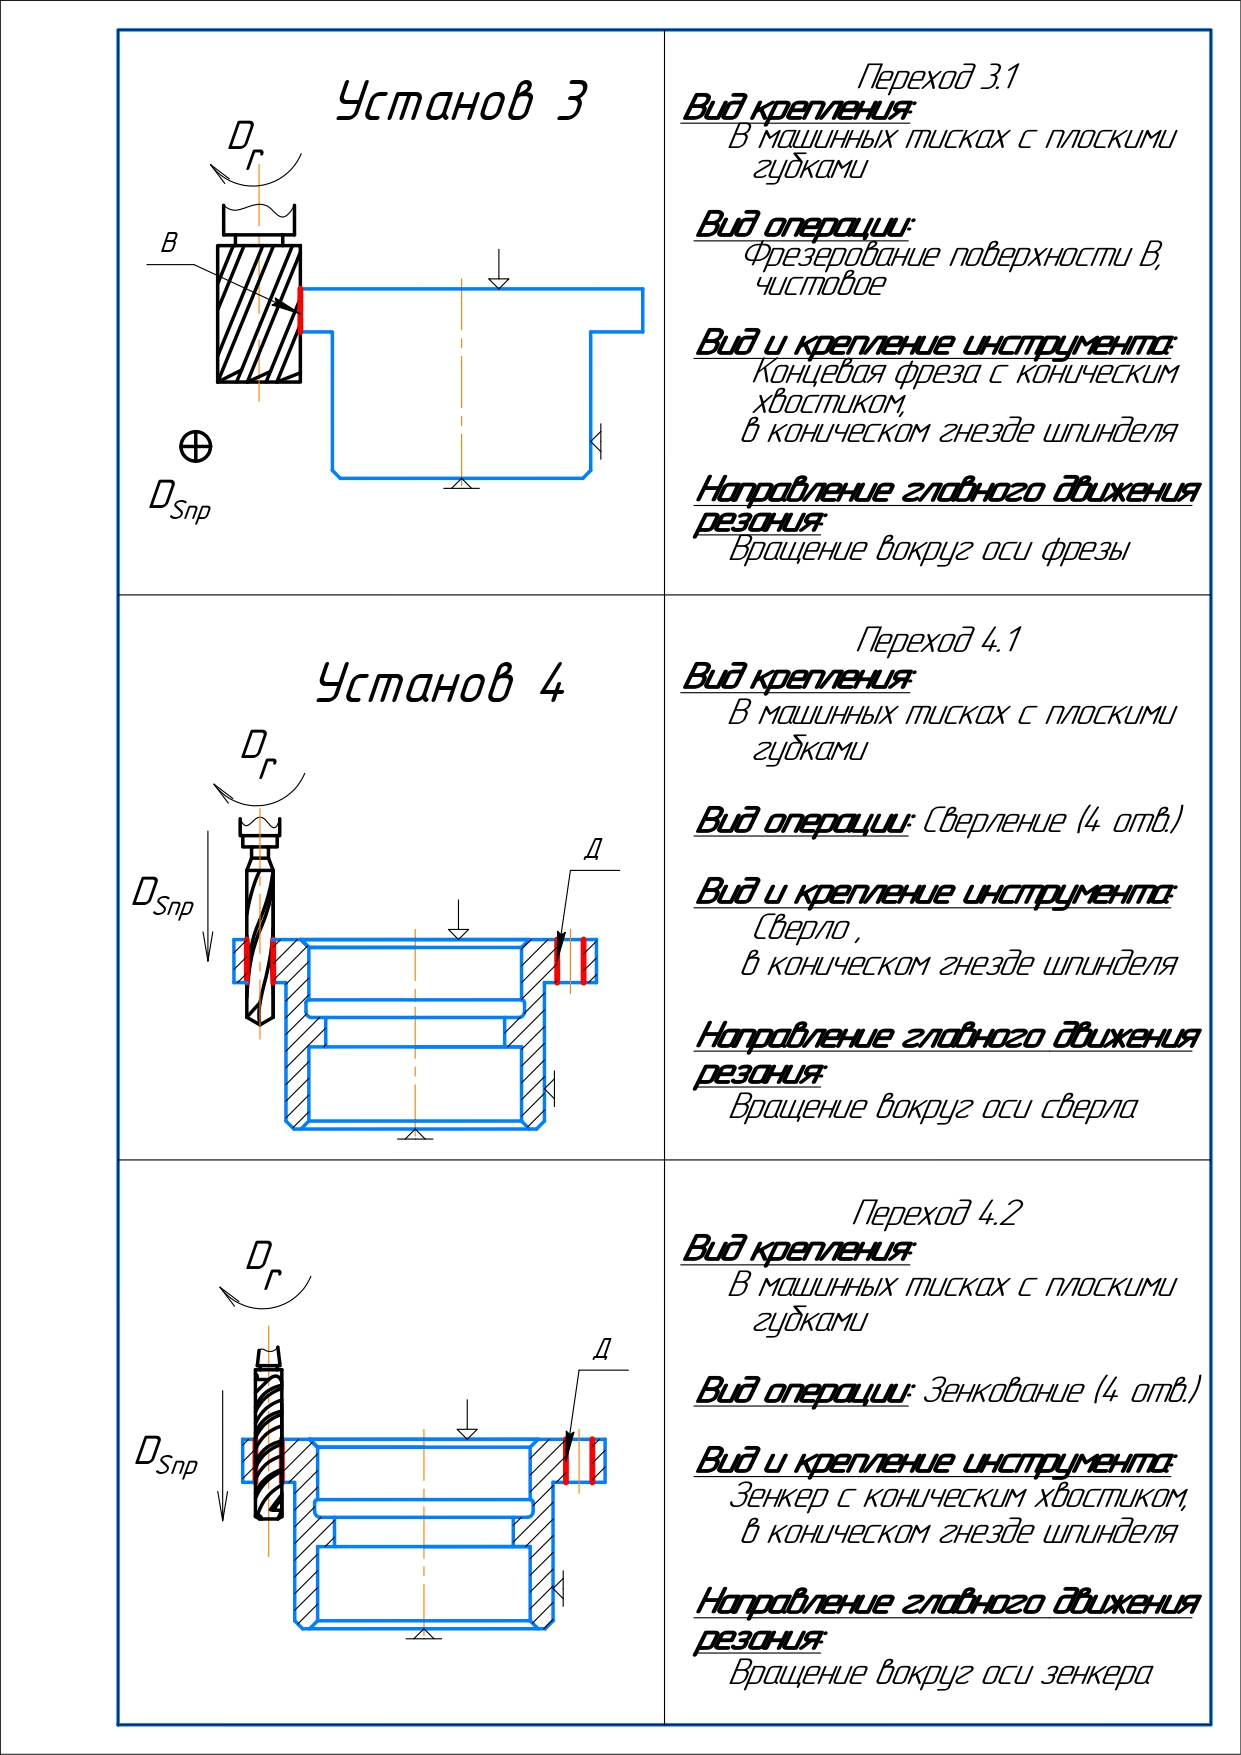 Установ 3
Dг
В
DSпр
Переход 3.1
Вид крепления:
В машинных тисках с плоскими
губками
Вид операции:
Фрезерование поверхности В,
чистовое
Вид и крепление инструмента:
Концевая фреза с коническим
хвостиком,
в коническом гнезде шпинделя
Направление главного движения
резания:
Вращение вокруг оси фрезы
Установ 4
Dг
Д
DSпр
Переход 4.1
Вид крепления:
В машинных тисках с плоскими
губками
Вид операции: Сверление (4 отв.)
Вид и крепление инструмента:
Сверло ,
в коническом гнезде шпинделя
Направление главного движения
резания:
Вращение вокруг оси сверла
Dг
Д
DSпр
Переход 4.2
Вид крепления:
В машинных тисках с плоскими
губками
Вид операции: Зенкование (4 отв.)
Вид и крепление инструмента:
Зенкер с коническим хвостиком,
в коническом гнезде шпинделя
Направление главного движения
резания:
Вращение вокруг оси зенкера